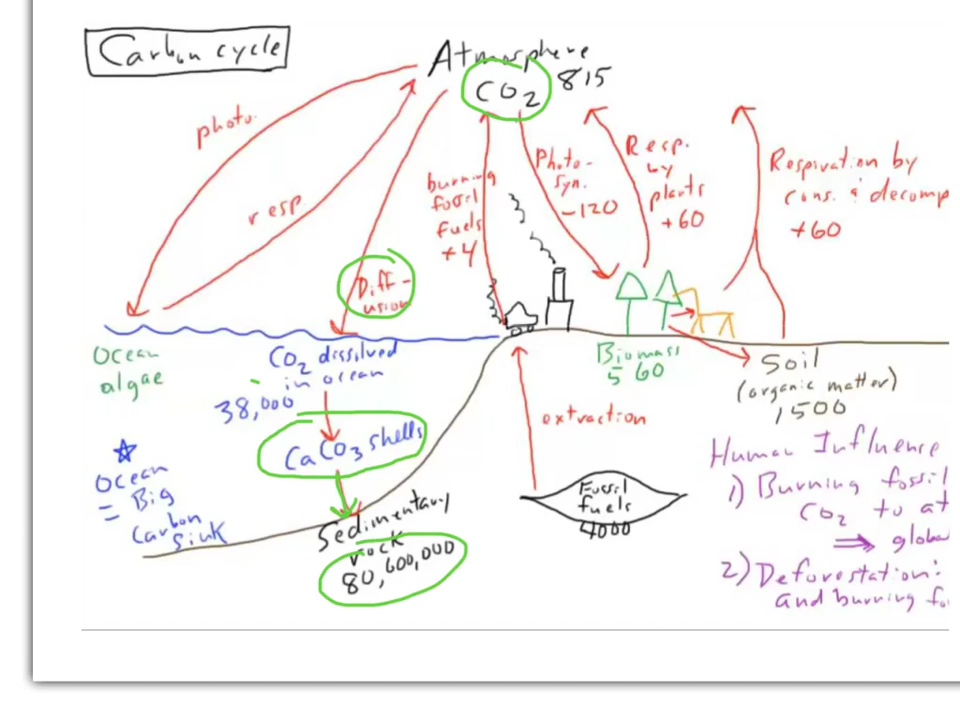 Carbon cycle
Atmosphere
CO2 815
photo.
resp
Diff-
usion
burning
fossil
fuels
+4
Photo-
syn.
-120
Resp.
by
plants
+60
Respiration by
cons. & decomp
+60
Ocean
algae
CO2 dissolved
in ocean
38,000
CaCO3 shells
Sedimentary
rock
80,600,000
Ocean
= Big
Carbon
sink
extraction
Fossil
fuels
4000
Biomass
560
Soil
(organic matter)
1500
Human Influence
1) Burning fossil
CO2 to at
⇒ globa
2) Deforestation:
and burning fo